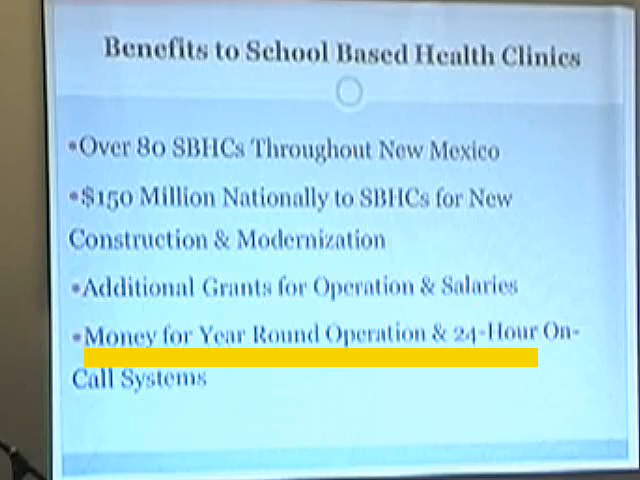 Benefits to School Based Health Clinics
•Over 80 SBHCs Throughout New Mexico
•$150 Million Nationally to SBHCs for New
Construction & Modernization
•Additional Grants for Operation & Salaries
•Money for Year Round Operation & 24-Hour On-
Call Systems